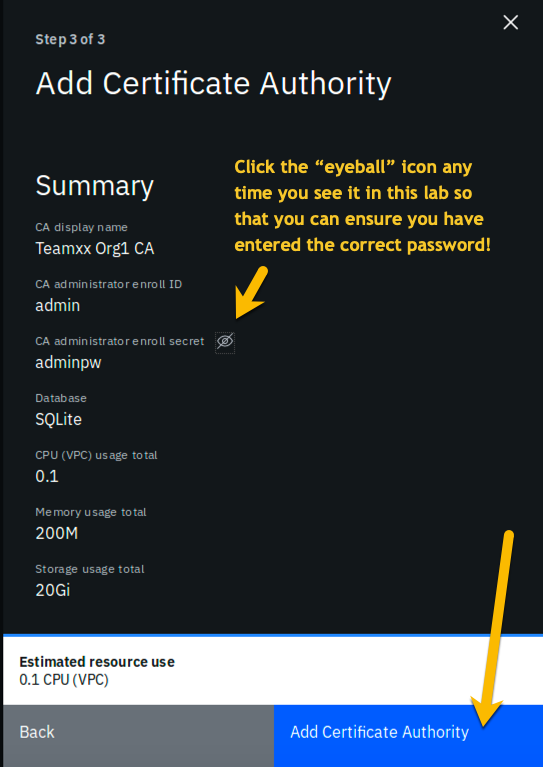 Step 3 of 3
Add Certificate Authority
Click the “eyeball” icon any
time you see it in this lab so
that you can ensure you have
entered the correct password!
Summary
CA display name
Teamxx Org1 CA
CA administrator enroll ID
admin
CA administrator enroll secret
adminpw
Database
SQLite
CPU (VPC) usage total
0.1
Memory usage total
200M
Storage usage total
20Gi
Estimated resource use
0.1 CPU (VPC)
Back
Add Certificate Authority